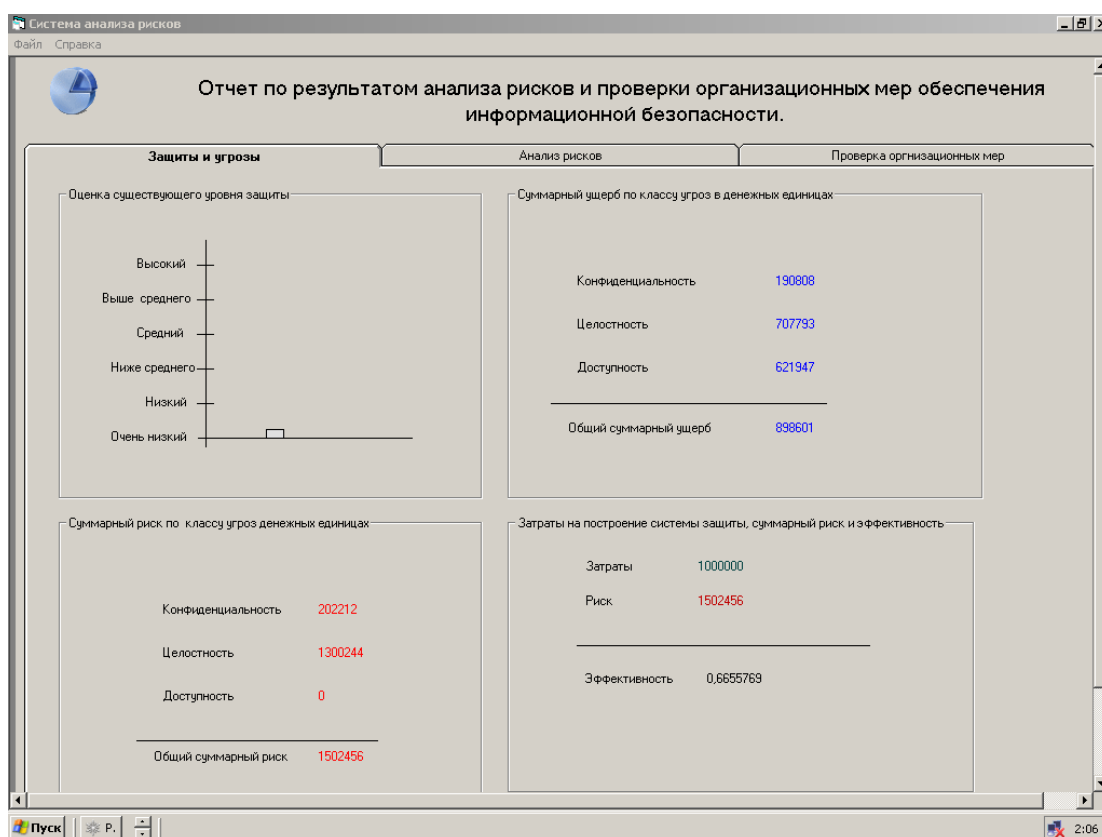 Система анализа рисков
Файл Справка
Отчет по результатом анализа рисков и проверки организационных мер обеспечения
информационной безопасности.
Защиты и угрозы
Анализ рисков
Проверка оргнизационных мер
Оценка существующего уровня защиты
Высокий
Выше среднего
Средний
Ниже среднего
Низкий
Очень низкий
Суммарный ущерб по классу угроз в денежных единицах
Конфиденциальность 190808
Целостность 707793
Доступность 621947
Общий суммарный ущерб 898601
Суммарный риск по классу угроз денежных единицах
Конфиденциальность 202212
Целостность 1300244
Доступность 0
Общий суммарный риск 1502456
Затраты на построение системы защиты, суммарный риск и эффективность
Затраты 1000000
Риск 1502456
Эффективность 0,6655769
Пуск
Р.
2:06